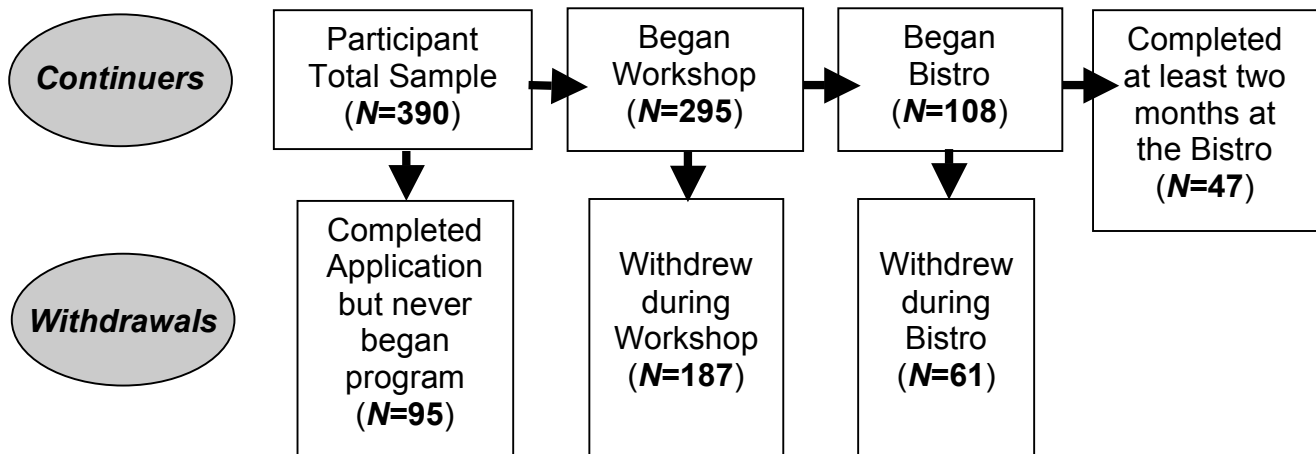 Continuers
Participant
Total Sample
(N=390)
Began
Workshop
(N=295)
Began
Bistro
(N=108)
Completed
at least two
months at
the Bistro
(N=47)
Withdrawals
Completed
Application
but never
began
program
(N=95)
Withdrew
during
Workshop
(N=187)
Withdrew
during
Bistro
(N=61)